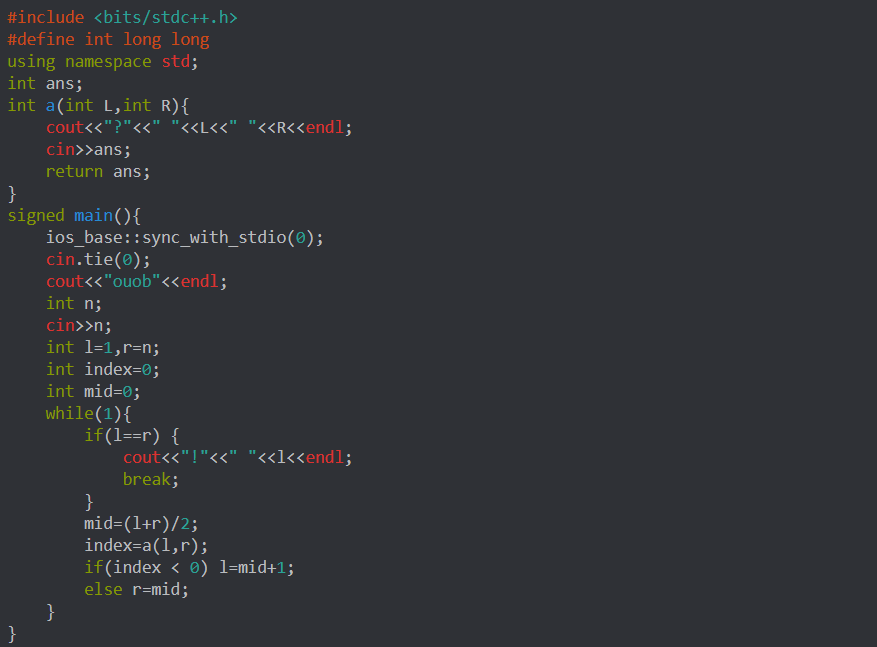 #include <bits/stdc++.h>
#define int long long
using namespace std;
int ans;
int a(int L,int R){
    cout<<"?"<<" "<<L<<" "<<R<<endl;
    cin>>ans;
    return ans;
}
signed main(){
    ios_base::sync_with_stdio(0);
    cin.tie(0);
    cout<<"ouob"<<endl;
    int n;
    cin>>n;
    int l=1,r=n;
    int index=0;
    int mid=0;
    while(1){
        if(l==r) {
            cout<<"!"<<" "<<l<<endl;
            break;
        }
        mid=(l+r)/2;
        index=a(l,r);
        if(index < 0) l=mid+1;
        else r=mid;
    }
}